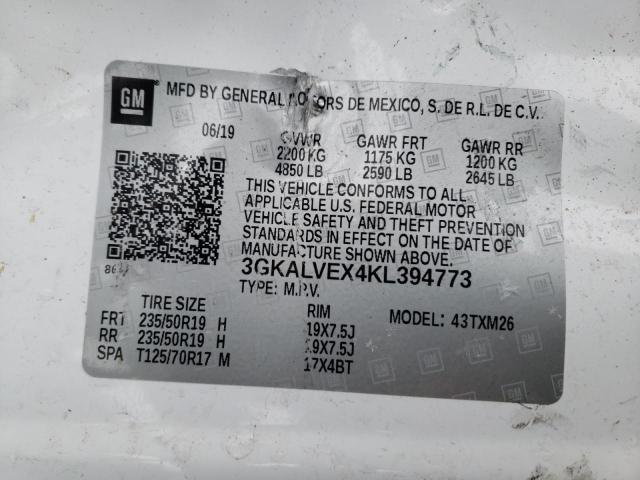 GM MFD BY GENERAL MOTORS DE MEXICO, S. DE R.L. DE C.V.
06/19 GVWR GAWR FRT GAWR RR
2200 KG 1175 KG 1200 KG
4850 LB 2590 LB 2645 LB
THIS VEHICLE CONFORMS TO ALL
APPLICABLE U.S. FEDERAL MOTOR
VEHICLE SAFETY AND THEFT PREVENTION
STANDARDS IN EFFECT ON THE DATE OF
MANUFACTURE SHOWN ABOVE.
3GKALVEX4KL394773
TYPE: M.P.V.
TIRE SIZE RIM MODEL: 43TXM26
FRT 235/50R19 H 19X7.5J
RR 235/50R19 H 19X7.5J
SPA T125/70R17 M 17X4BT